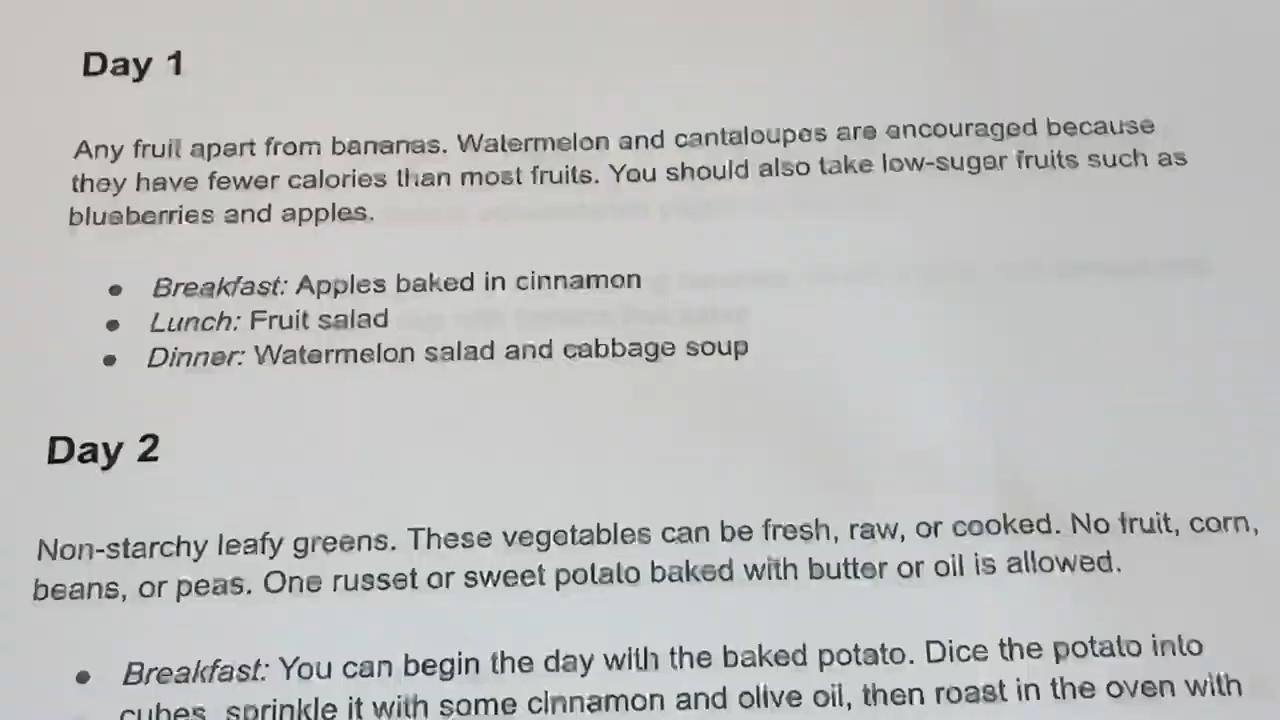 Day 1
Any fruit apart from bananas. Watermelon and cantaloupes are encouraged because
they have fewer calories than most fruits. You should also take low-sugar fruits such as
blueberries and apples.
• Breakfast: Apples baked in cinnamon
• Lunch: Fruit salad
• Dinner: Watermelon salad and cabbage soup
Day 2
Non-starchy leafy greens. These vegetables can be fresh, raw, or cooked. No fruit, corn,
beans, or peas. One russet or sweet potato baked with butter or oil is allowed.
• Breakfast: You can begin the day with the baked potato. Dice the potato into
cubes, sprinkle it with some cinnamon and olive oil, then roast in the oven with